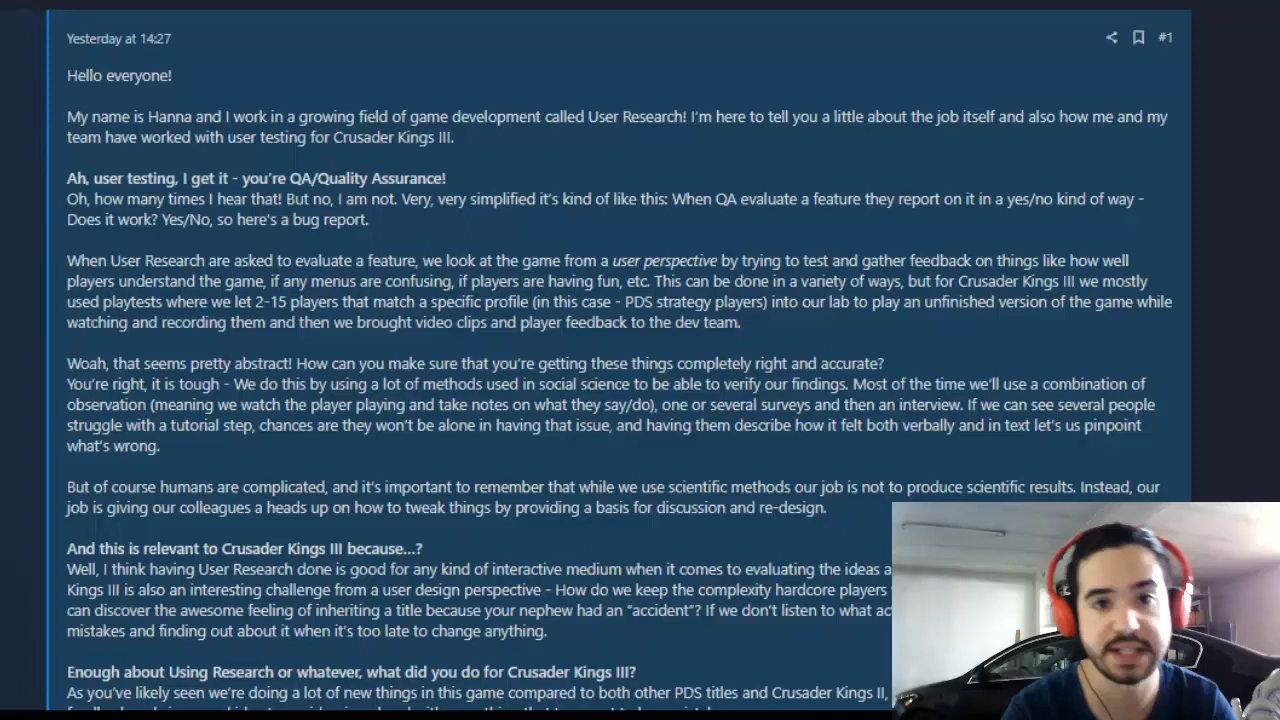 Yesterday at 14:27
#1
Hello everyone!
My name is Hanna and I work in a growing field of game development called User Research! I'm here to tell you a little about the job itself and also how me and my
team have worked with user testing for Crusader Kings III.
Ah, user testing, I get it - you're QA/Quality Assurance!
Oh, how many times I hear that! But no, I am not. Very, very simplified it's kind of like this: When QA evaluate a feature they report on it in a yes/no kind of way -
Does it work? Yes/No, so here's a bug report.
When User Research are asked to evaluate a feature, we look at the game from a user perspective by trying to test and gather feedback on things like how well
players understand the game, if any menus are confusing, if players are having fun, etc. This can be done in a variety of ways, but for Crusader Kings III we mostly
used playtests where we let 2-15 players that match a specific profile (in this case - PDS strategy players) into our lab to play an unfinished version of the game while
watching and recording them and then we brought video clips and player feedback to the dev team.
Woah, that seems pretty abstract! How can you make sure that you're getting these things completely right and accurate?
You're right, it is tough - We do this by using a lot of methods used in social science to be able to verify our findings. Most of the time we'll use a combination of
observation (meaning we watch the player playing and take notes on what they say/do), one or several surveys and then an interview. If we can see several people
struggle with a tutorial step, chances are they won't be alone in having that issue, and having them describe how it felt both verbally and in text let's us pinpoint
what's wrong.
But of course humans are complicated, and it's important to remember that while we use scientific methods our job is not to produce scientific results. Instead, our
job is giving our colleagues a heads up on how to tweak things by providing a basis for discussion and re-design.
And this is relevant to Crusader Kings III because...?
Well, I think having User Research done is good for any kind of interactive medium when it comes to evaluating the ideas a
Kings III is also an interesting challenge from a user design perspective - How do we keep the complexity hardcore players
can discover the awesome feeling of inheriting a title because your nephew had an "accident"? If we don't listen to what ac
mistakes and finding out about it when it's too late to change anything.
Enough about Using Research or whatever, what did you do for Crusader Kings III?
As you've likely seen we're doing a lot of new things in this game compared to both other PDS titles and Crusader Kings II,